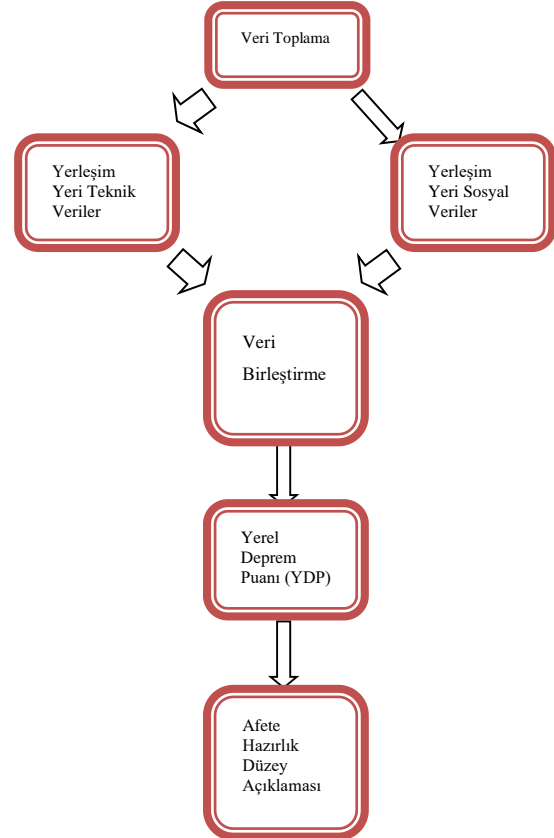 Veri Toplama
Yerleşim
Yeri Teknik
Veriler
Yerleşim
Yeri Sosyal
Veriler
Veri
Birleştirme
Yerel
Deprem
Puanı (YDP)
Afete
Hazırlık
Düzey
Açıklaması